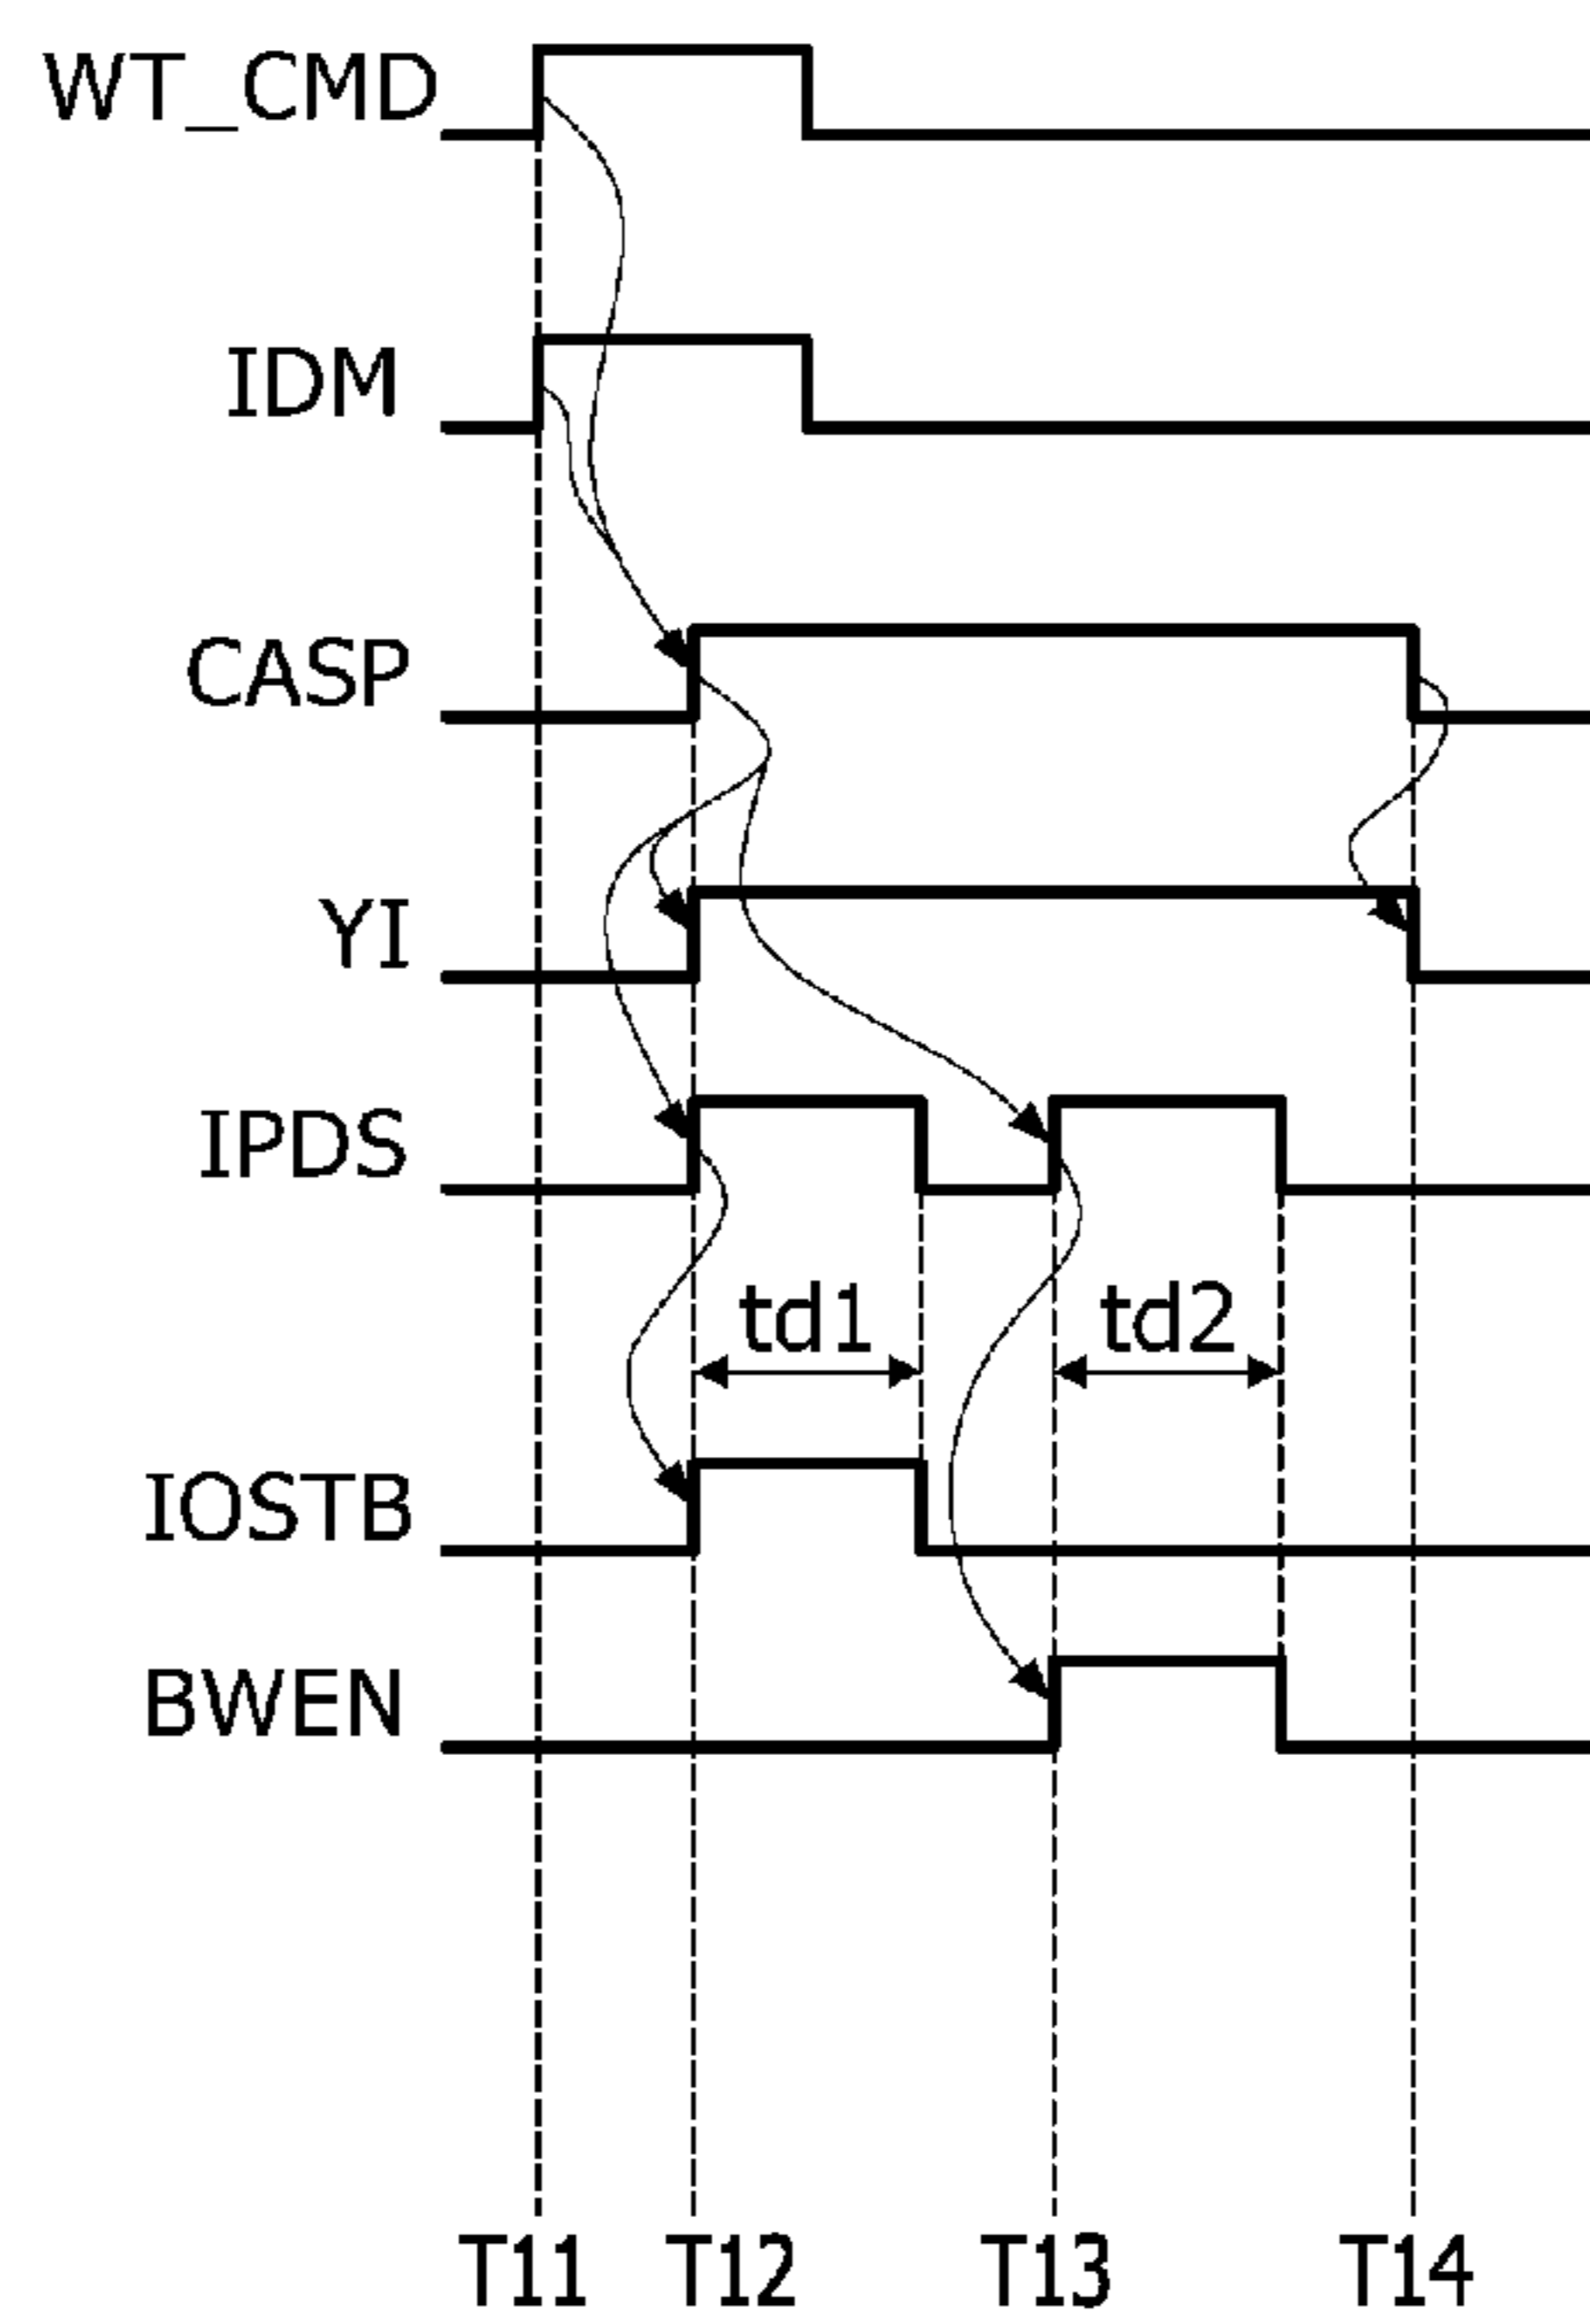 WT_CMD
IDM
CASP
YI
IPDS
td1 td2
IOSTB
BWEN
T11 T12 T13 T14